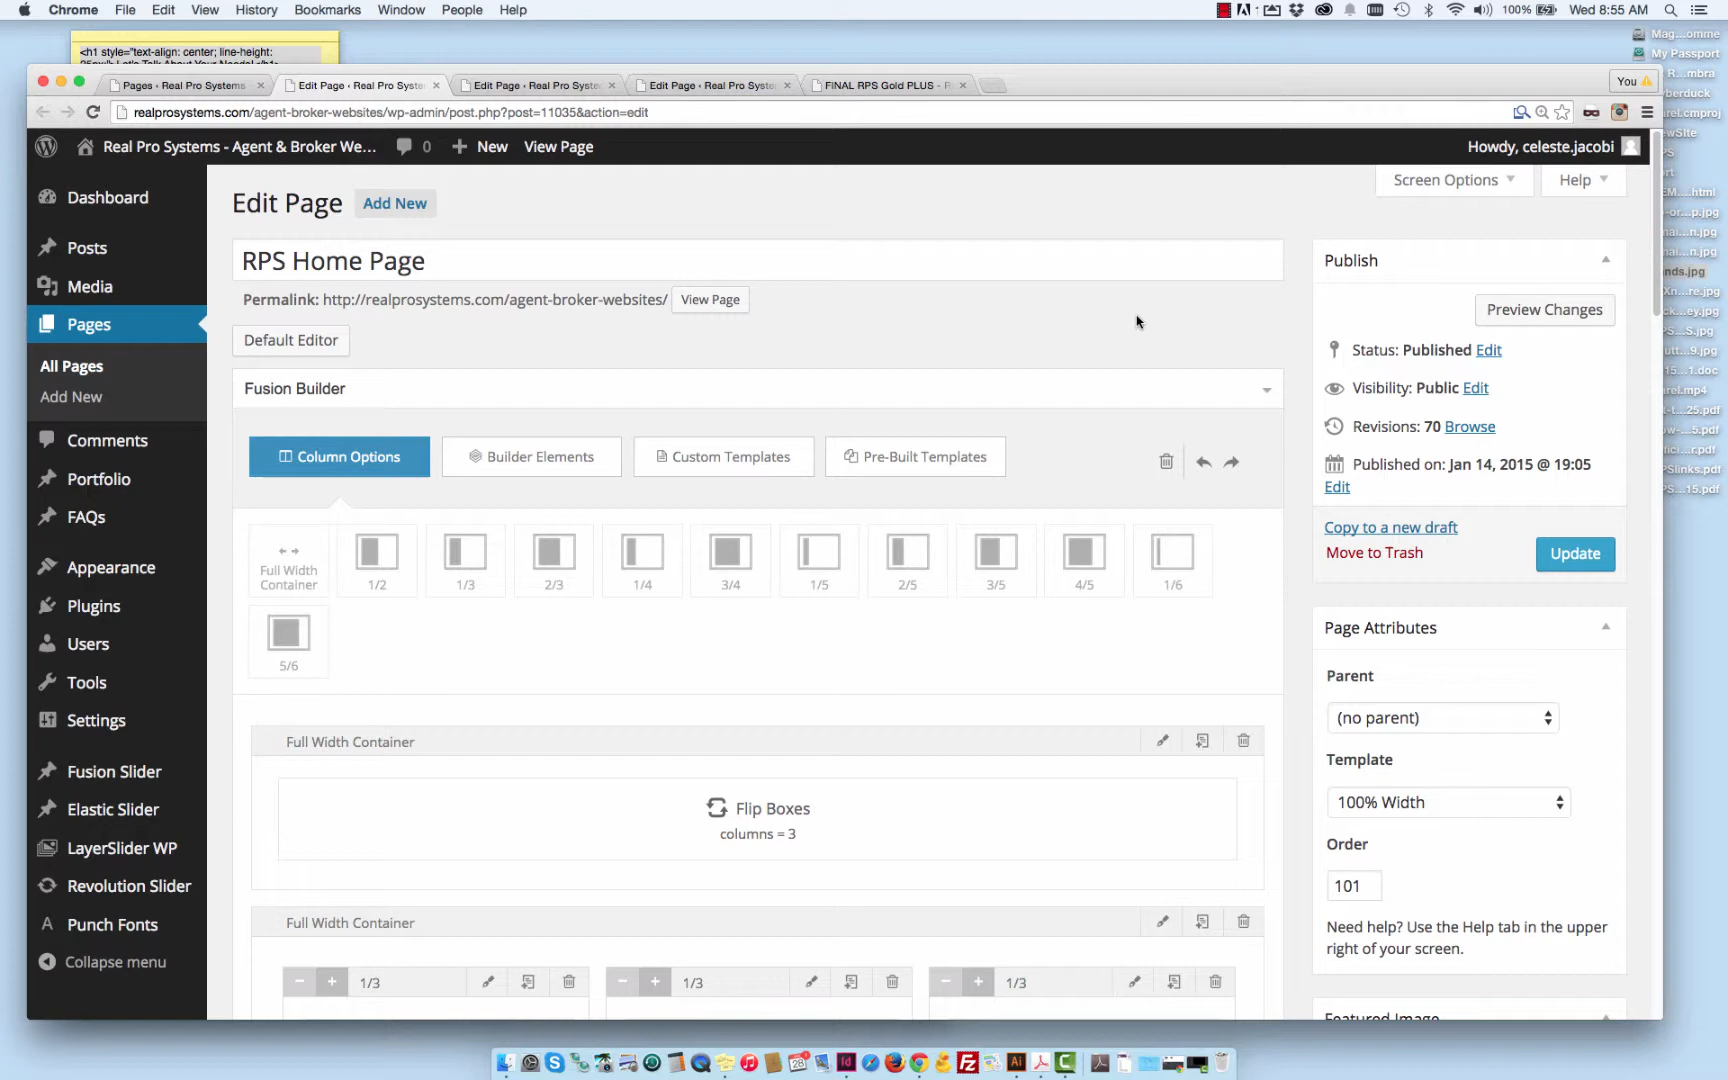 Chrome File Edit View History Bookmarks Window People Help
100% Wed 8:55 AM
<h1 style="text-align: center; line-height:
Mag...omme
My Passport
Pages ‹ Real Pro Systems
Edit Page ‹ Real Pro Syste
Edit Page ‹ Real Pro Syste
Edit Page ‹ Real Pro Syste
FINAL RPS Gold PLUS - R
You
realprosystems.com/agent-broker-websites/wp-admin/post.php?post=11035&action=edit
Real Pro Systems - Agent & Broker We... 0 New View Page
Howdy, celeste.jacobi
Screen Options Help
Dashboard
Posts
Media
Pages
All Pages
Add New
Comments
Portfolio
FAQs
Appearance
Plugins
Users
Tools
Settings
Fusion Slider
Elastic Slider
LayerSlider WP
Revolution Slider
Punch Fonts
Collapse menu
Edit Page Add New
RPS Home Page
Permalink: http://realprosystems.com/agent-broker-websites/ View Page
Default Editor
Fusion Builder
Column Options Builder Elements Custom Templates Pre-Built Templates
Full Width
Container
1/2 1/3 2/3 1/4 3/4 1/5 2/5 3/5 4/5 1/6
5/6
Full Width Container
Flip Boxes
columns = 3
Full Width Container
1/3 1/3 1/3
Publish
Preview Changes
Status: Published Edit
Visibility: Public Edit
Revisions: 70 Browse
Published on: Jan 14, 2015 @ 19:05
Edit
Copy to a new draft
Move to Trash
Update
Page Attributes
Parent
(no parent)
Template
100% Width
Order
101
Need help? Use the Help tab in the upper
right of your screen.
Featured Image